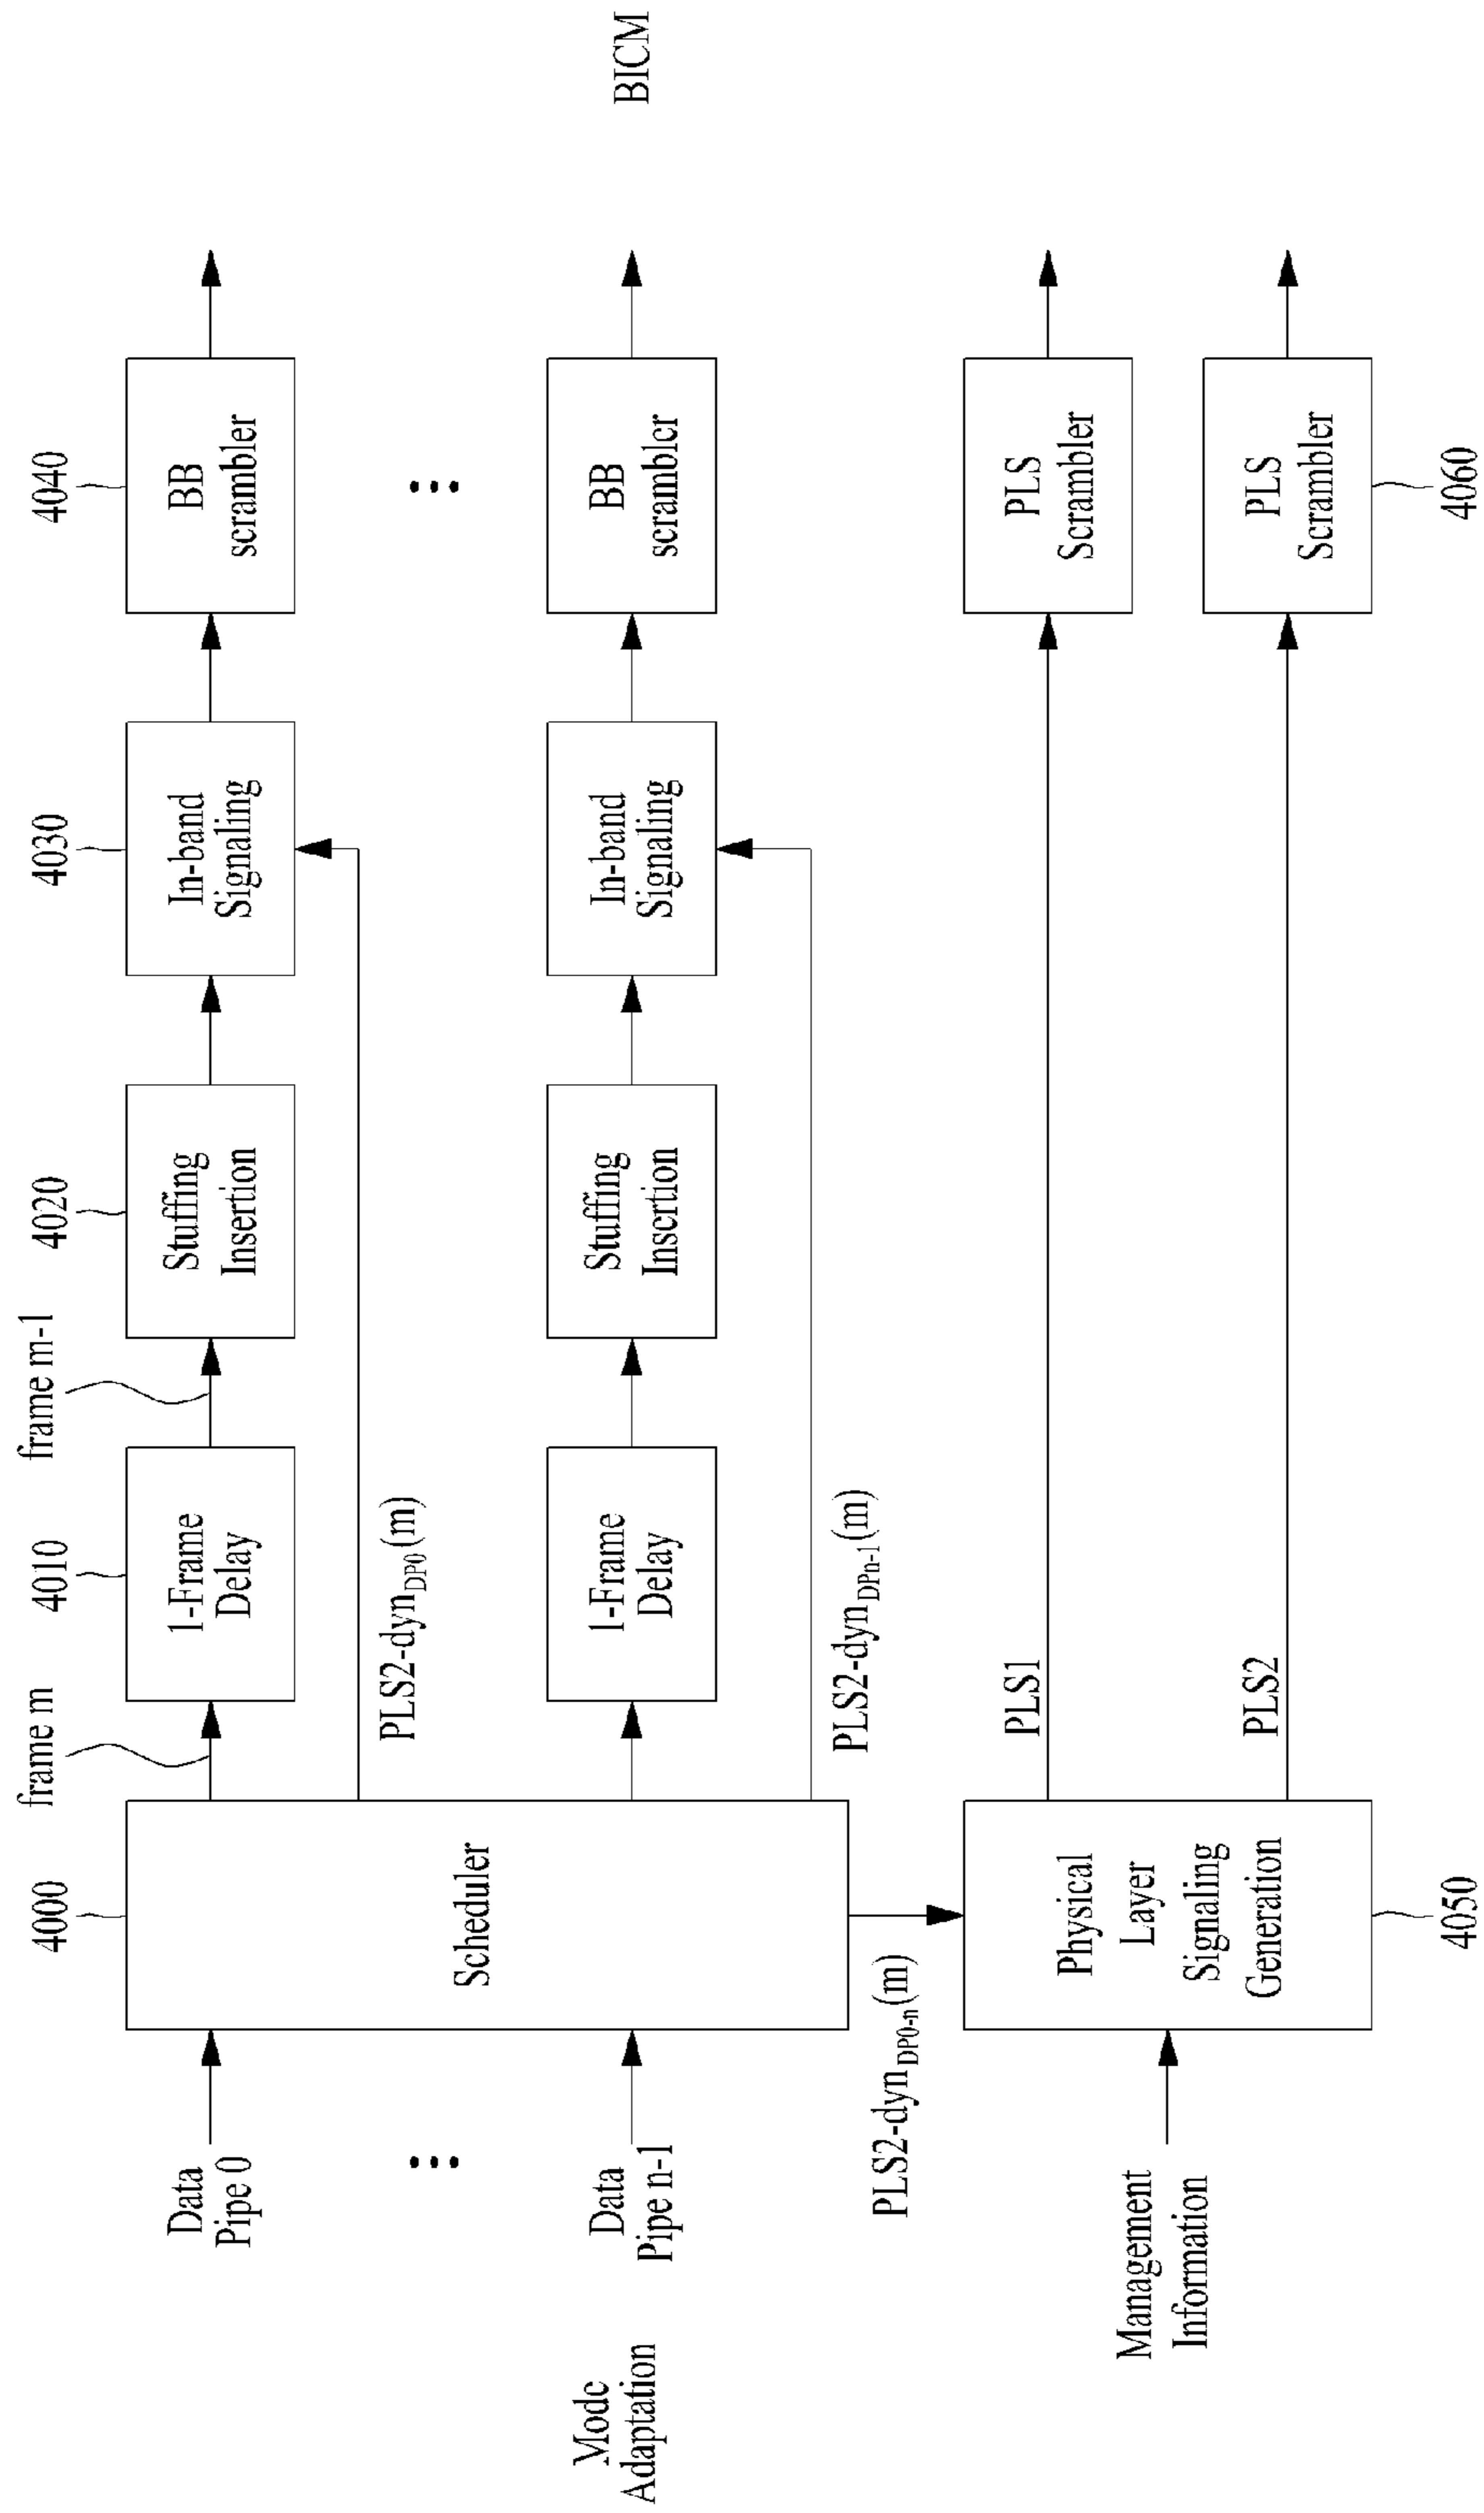 Mode
Adaptation
Data
Pipe 0
...
Data
Pipe n-1
Management
Information
4000
Scheduler
PLS2-dynDP0-n(m)
Physical
Layer
Signaling
Generation
4050
frame m
PLS2-dynDP0(m)
PLS2-dynDPn-1(m)
PLS1
PLS2
4010
1-Frame
Delay
1-Frame
Delay
frame m-1
4020
Stuffing
Insertion
Stuffing
Insertion
4030
In-band
Signaling
In-band
Signaling
4040
BB
scrambler
...
BB
scrambler
PLS
Scrambler
PLS
Scrambler
4060
BICM